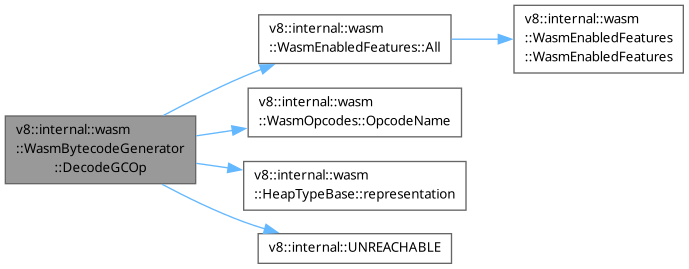 v8::internal::wasm
::WasmBytecodeGenerator
::DecodeGCOp
v8::internal::wasm
::WasmEnabledFeatures::All
v8::internal::wasm
::WasmEnabledFeatures
::WasmEnabledFeatures
v8::internal::wasm
::WasmOpcodes::OpcodeName
v8::internal::wasm
::HeapTypeBase::representation
v8::internal::UNREACHABLE